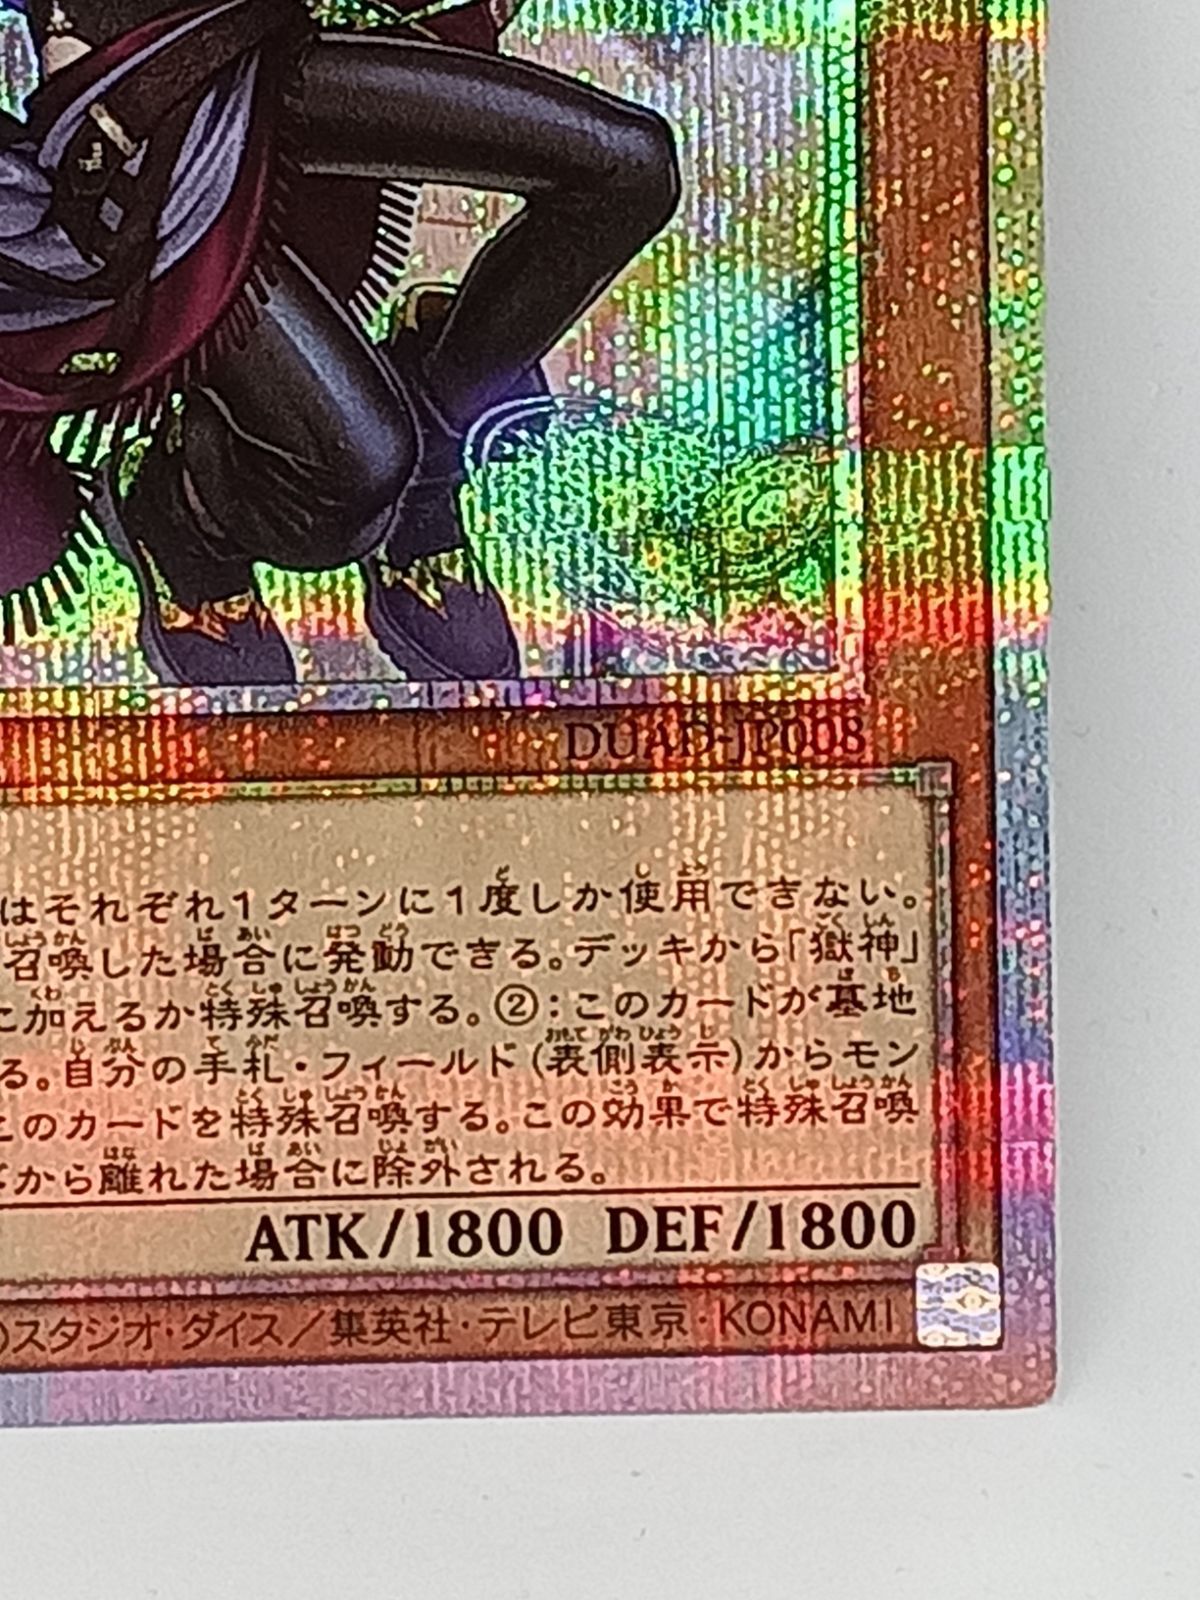 DUAD-JP008
はそれぞれ1ターンに1度しか使用できない。
召喚した場合に発動できる。デッキから「獄神」
に加えるか特殊召喚する。②:このカードが墓地
る。自分の手札・フィールド(表側表示)からモン
このカードを特殊召喚する。この効果で特殊召喚
から離れた場合に除外される。
ATK/1800 DEF/1800
スタジオ・ダイス/集英社・テレビ東京・KONAMI